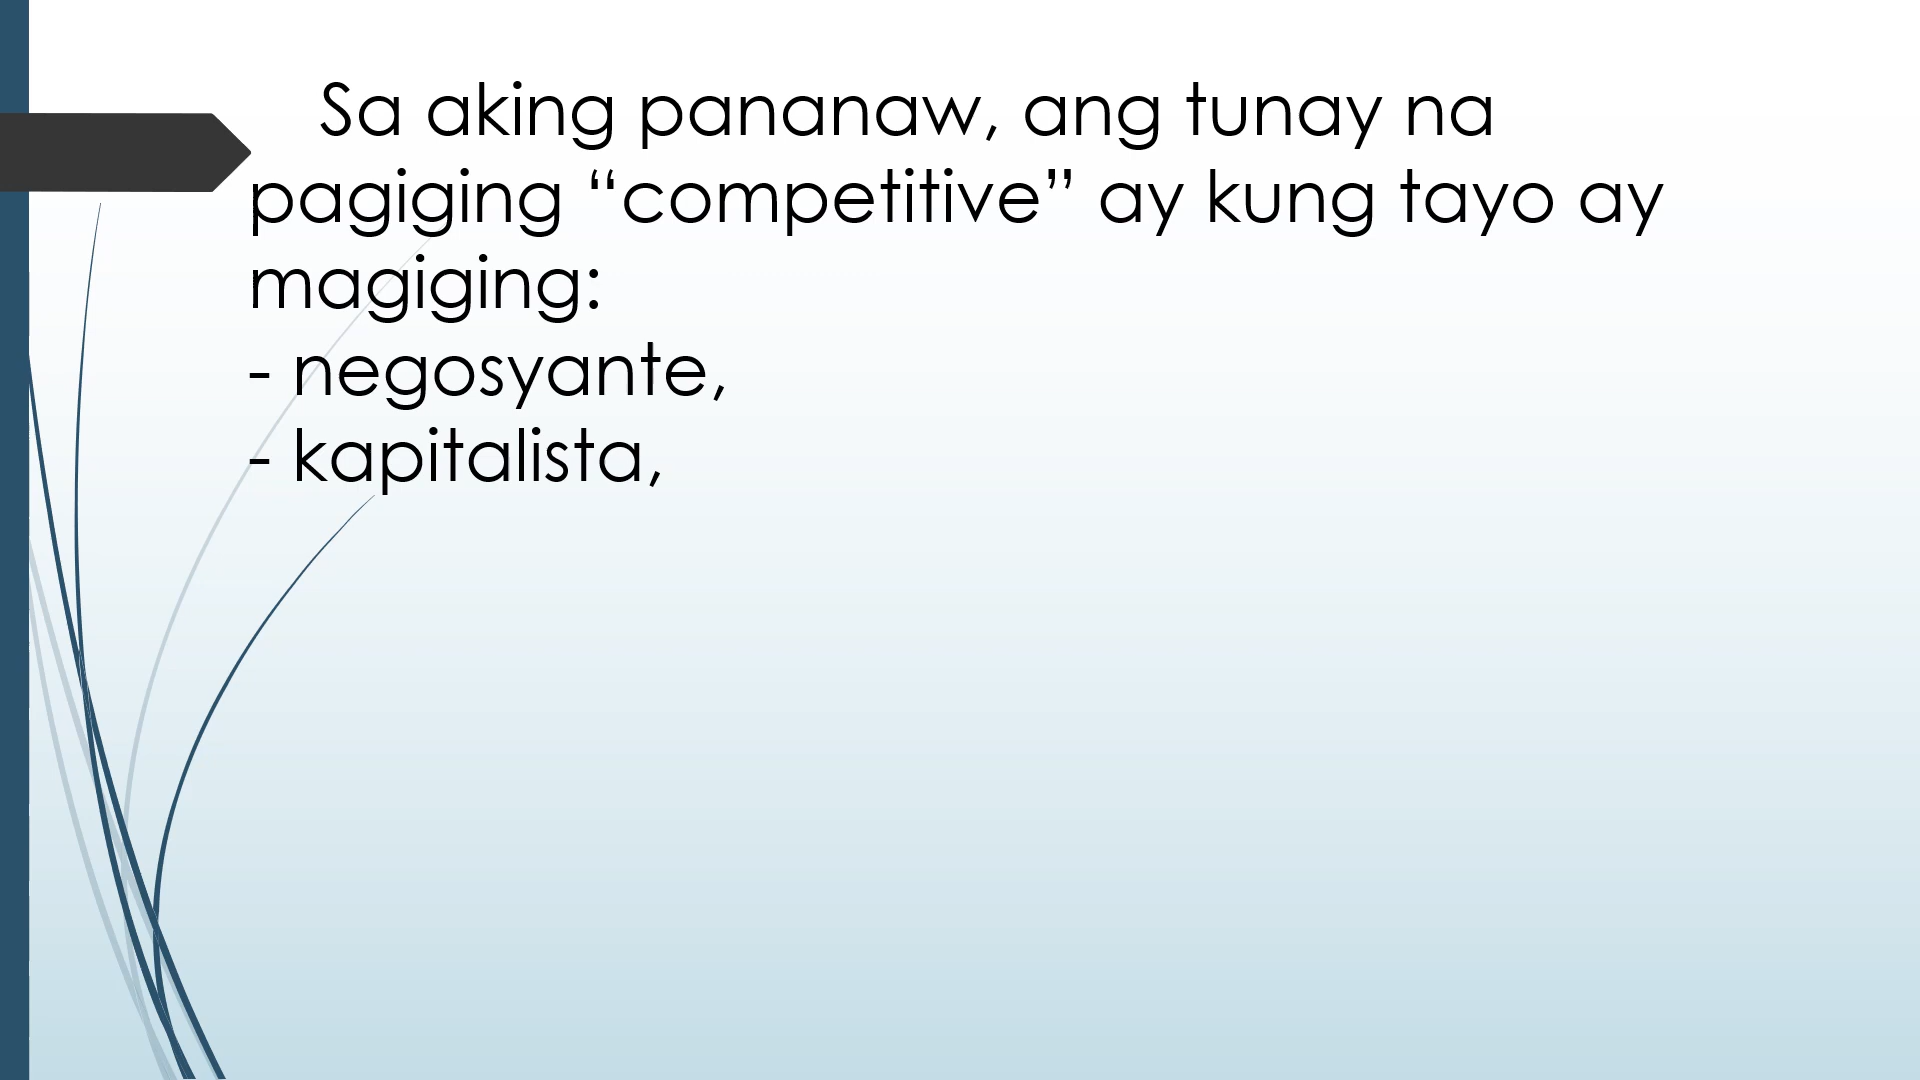 Sa aking pananaw, ang tunay na
pagiging “competitive” ay kung tayo ay
magiging:
- negosyante,
- kapitalista,